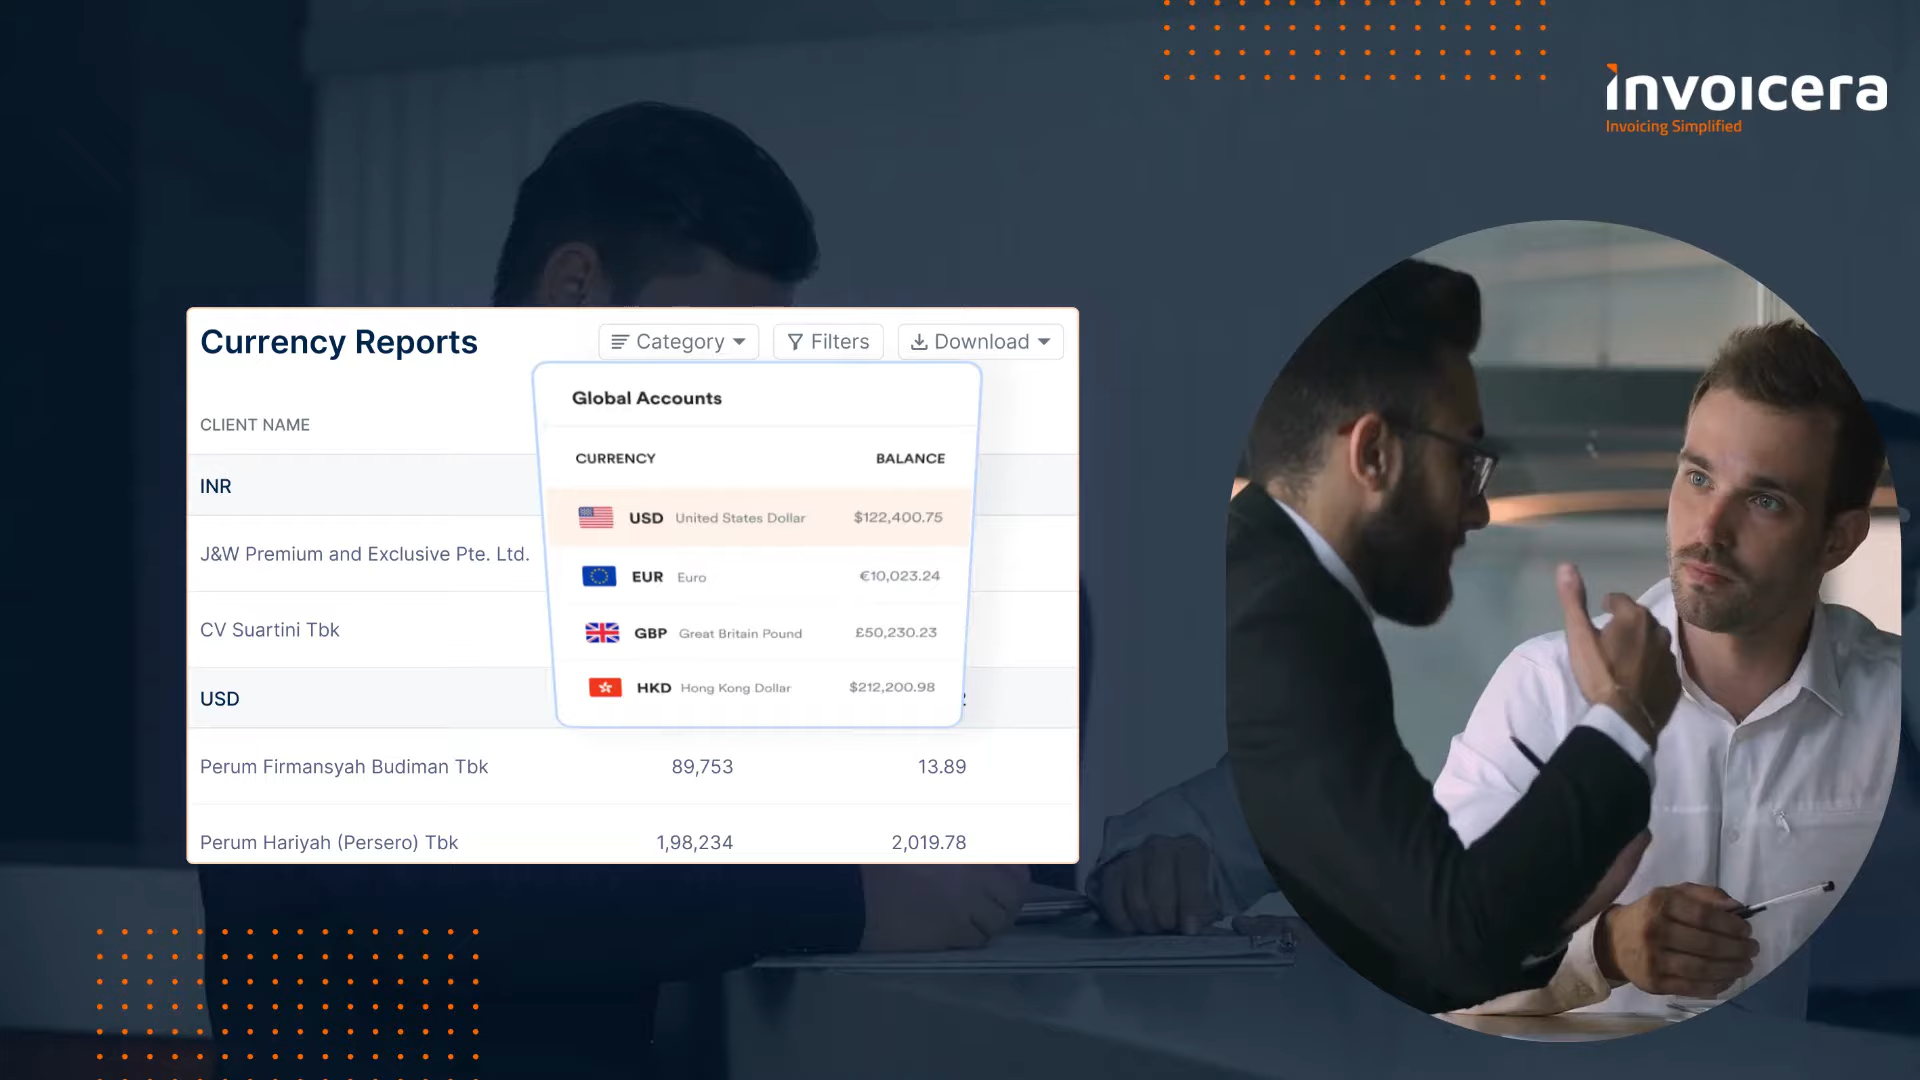 invoicera
Invoicing Simplified
Currency Reports
Category
Filters
Download
CLIENT NAME
INR
J&W Premium and Exclusive Pte. Ltd.
CV Suartini Tbk
USD
Perum Firmansyah Budiman Tbk 89,753 13.89
Perum Hariyah (Persero) Tbk 1,98,234 2,019.78
Global Accounts
CURRENCY BALANCE
USD United States Dollar $122,400.75
EUR Euro €10,023.24
GBP Great Britain Pound £50,230.23
HKD Hong Kong Dollar $212,200.98